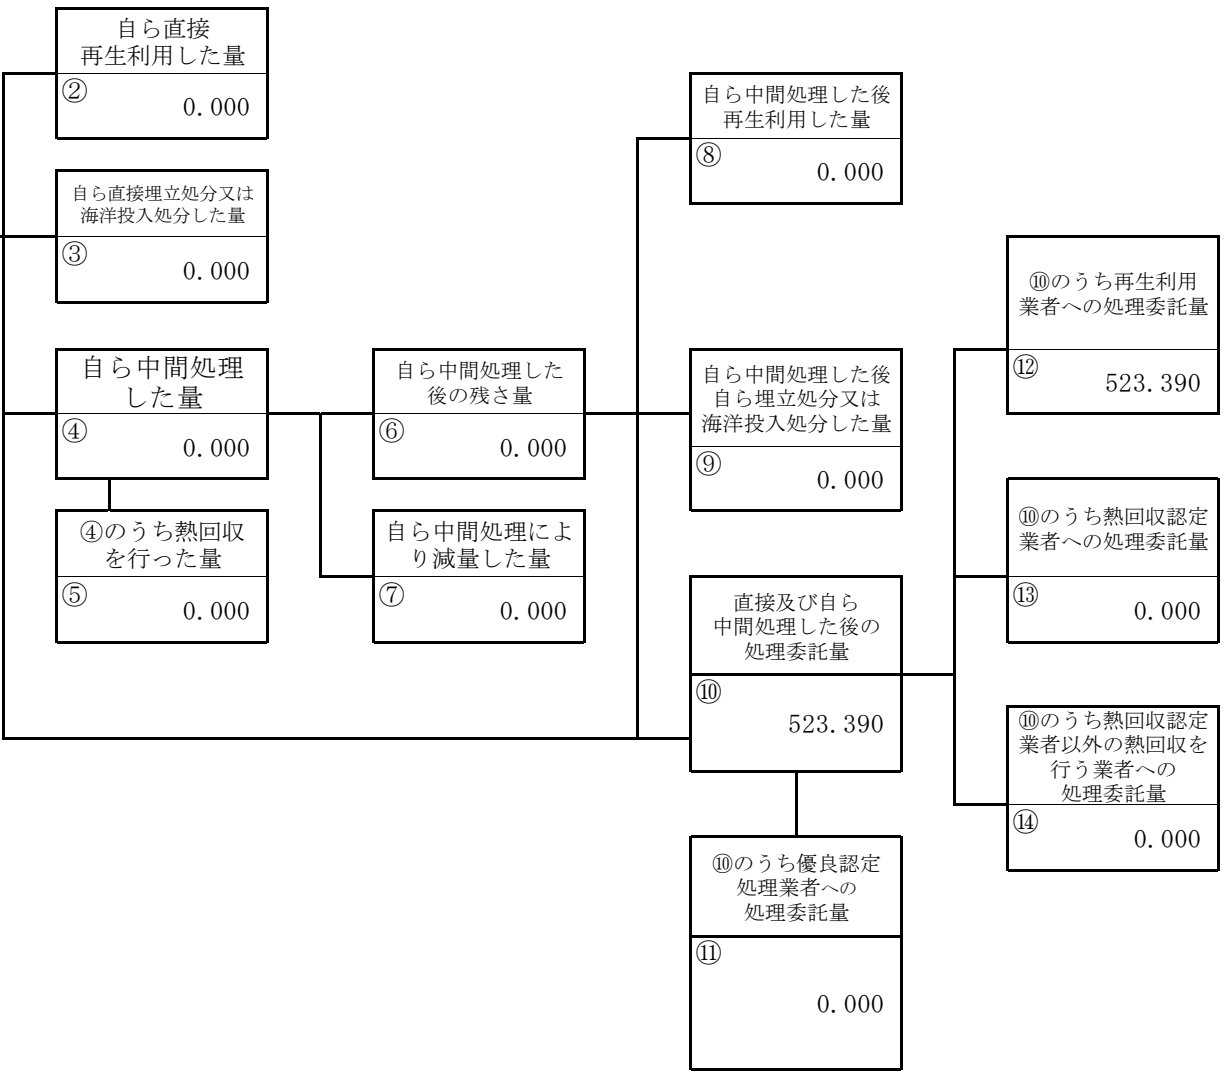 自ら直接
再生利用した量
②
0.000
自ら直接埋立処分又は
海洋投入処分した量
③
0.000
自ら中間処理
した量
④
0.000
④のうち熱回収
を行った量
⑤
0.000
自ら中間処理した
後の残さ量
⑥
0.000
自ら中間処理によ
り減量した量
⑦
0.000
自ら中間処理した後
再生利用した量
⑧
0.000
自ら中間処理した後
自ら埋立処分又は
海洋投入処分した量
⑨
0.000
直接及び自ら
中間処理した後の
処理委託量
⑩
523.390
⑩のうち優良認定
処理業者への
処理委託量
⑪
0.000
⑩のうち再生利用
業者への処理委託量
⑫
523.390
⑩のうち熱回収認定
業者への処理委託量
⑬
0.000
⑩のうち熱回収認定
業者以外の熱回収を
行う業者への
処理委託量
⑭
0.000